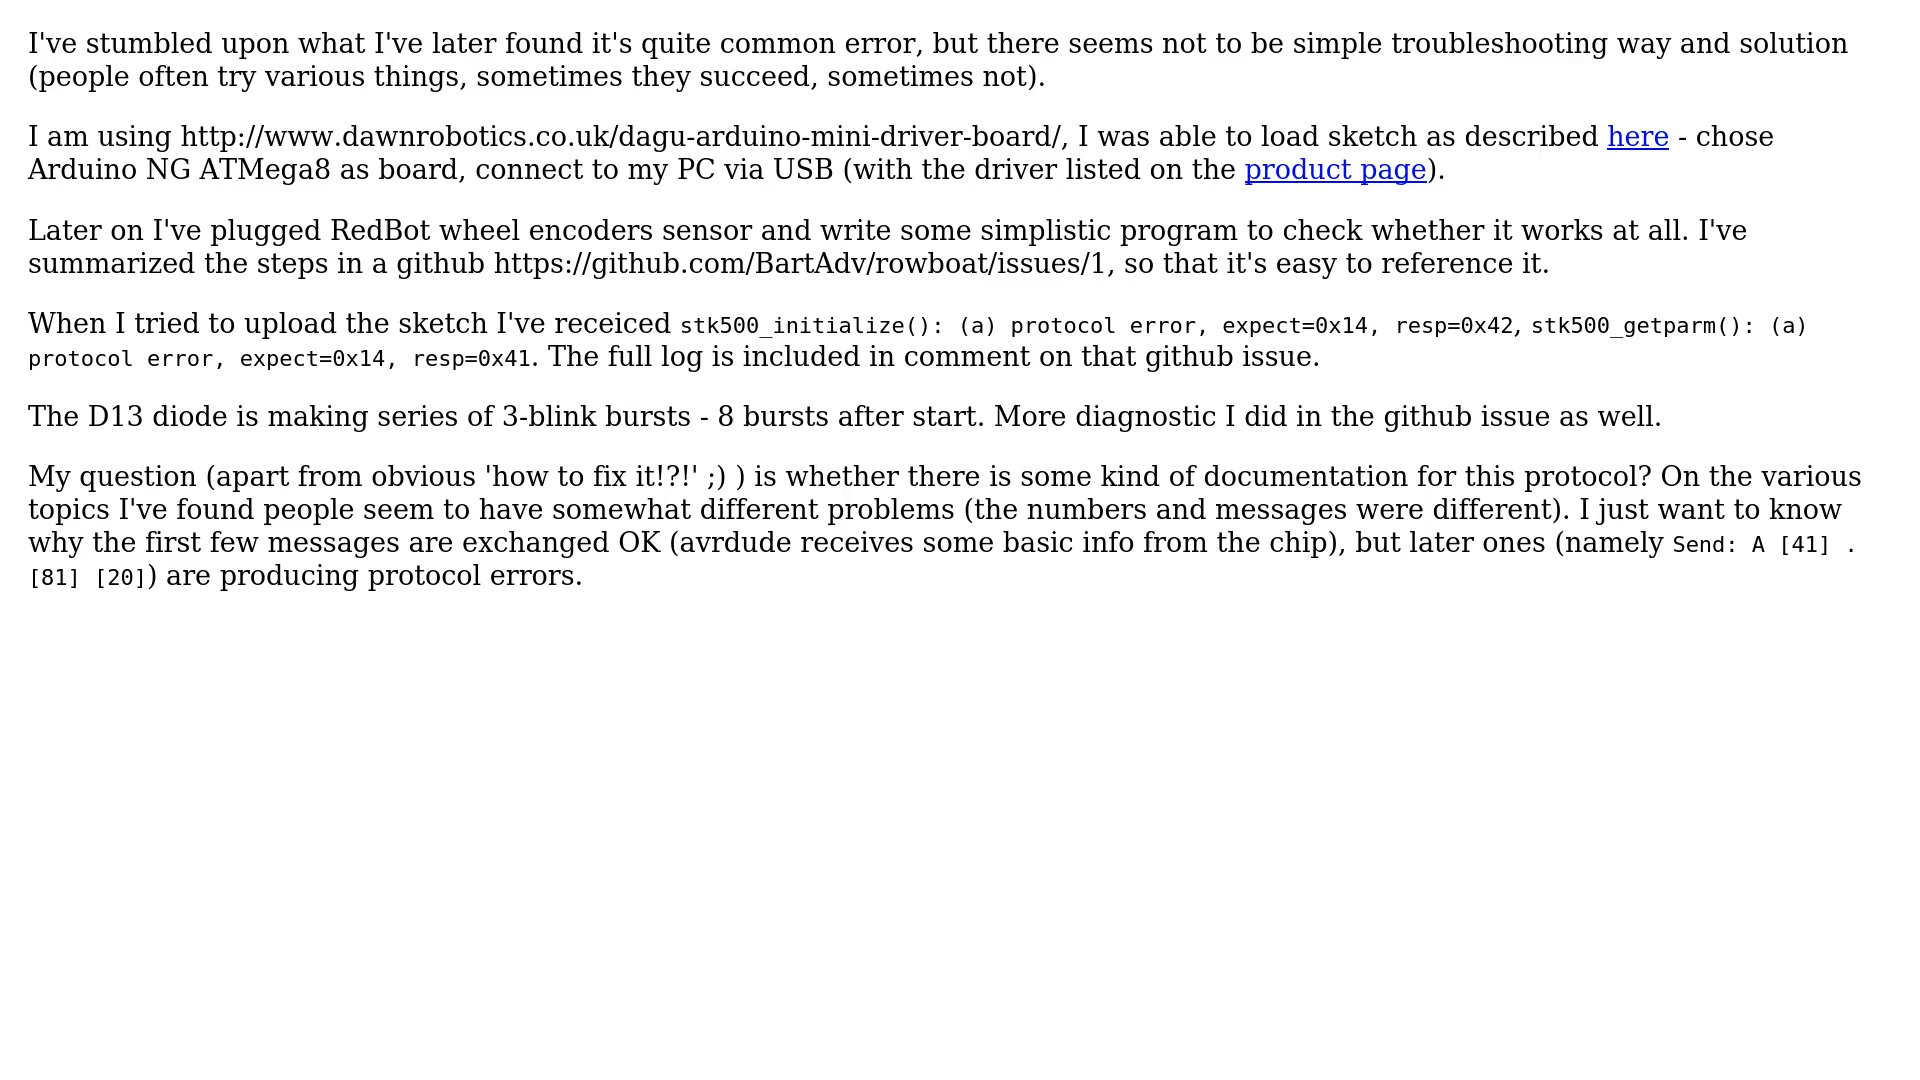 I've stumbled upon what I've later found it's quite common error, but there seems not to be simple troubleshooting way and solution
(people often try various things, sometimes they succeed, sometimes not).
I am using http://www.dawnrobotics.co.uk/dagu-arduino-mini-driver-board/, I was able to load sketch as described here - chose
Arduino NG ATMega8 as board, connect to my PC via USB (with the driver listed on the product page).
Later on I've plugged RedBot wheel encoders sensor and write some simplistic program to check whether it works at all. I've
summarized the steps in a github https://github.com/BartAdv/rowboat/issues/1, so that it's easy to reference it.
When I tried to upload the sketch I've receiced stk500_initialize(): (a) protocol error, expect=0x14, resp=0x42, stk500_getparm(): (a)
protocol error, expect=0x14, resp=0x41. The full log is included in comment on that github issue.
The D13 diode is making series of 3-blink bursts - 8 bursts after start. More diagnostic I did in the github issue as well.
My question (apart from obvious 'how to fix it!?!' ;) ) is whether there is some kind of documentation for this protocol? On the various
topics I've found people seem to have somewhat different problems (the numbers and messages were different). I just want to know
why the first few messages are exchanged OK (avrdude receives some basic info from the chip), but later ones (namely Send: A [41] .
[81] [20]) are producing protocol errors.